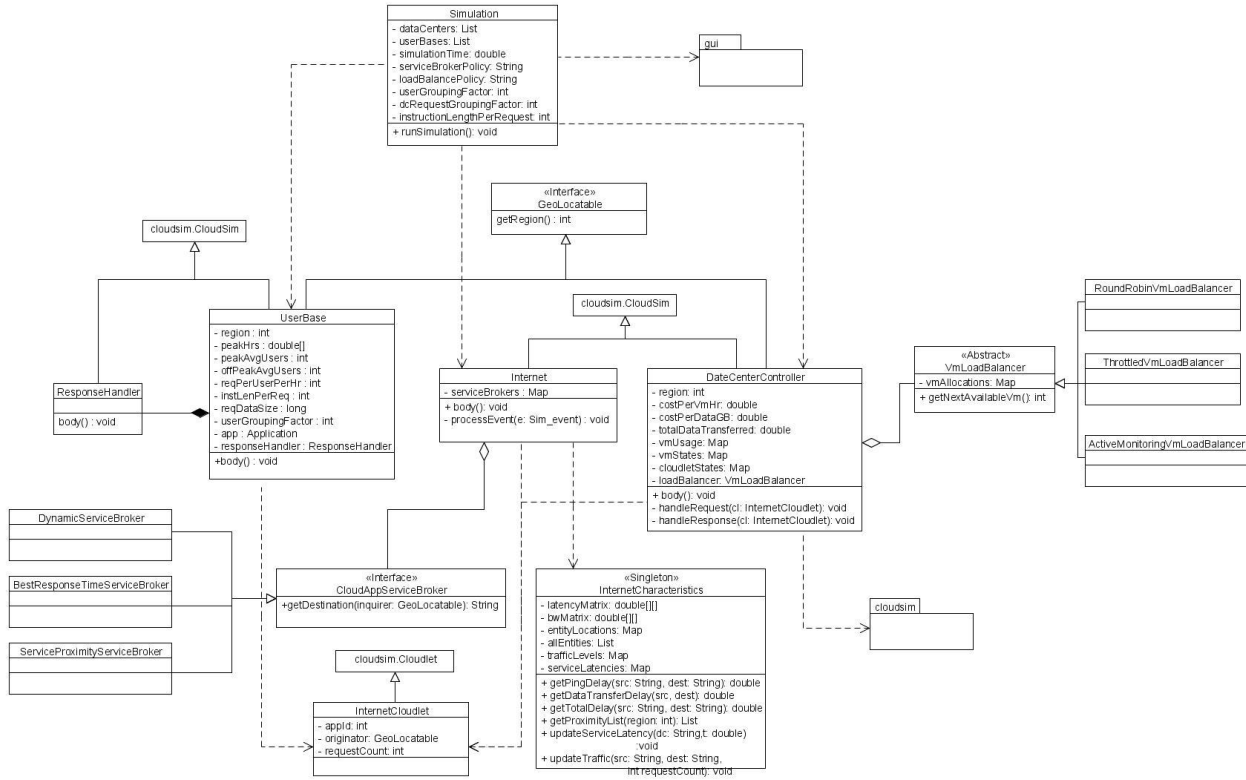 Simulation
- dataCenters: List
- userBases: List
- simulationTime: double
- serviceBrokerPolicy: String
- loadBalancePolicy: String
- userGroupingFactor: int
- dcRequestGroupingFactor: int
- instructionLengthPerRequest: int
+ runSimulation(): void
gui
«Interface»
GeoLocatable
getRegion() : int
cloudsim.CloudSim
cloudsim.CloudSim
UserBase
- region : int
- peakHrs : double[]
- peakAvgUsers : int
- offPeakAvgUsers : int
- reqPerUserPerHr : int
- instLenPerReq : int
- reqDataSize : long
- userGroupingFactor : int
- app : Application
- responseHandler : ResponseHandler
+body() : void
ResponseHandler
body() : void
Internet
- serviceBrokers : Map
+ body(): void
- processEvent(e: Sim_event) : void
DateCenterController
- region: int
- costPerVmHr: double
- costPerDataGB: double
- totalDataTransferred: double
- vmUsage: Map
- vmStates: Map
- cloudletStates: Map
- loadBalancer: VmLoadBalancer
+ body(): void
- handleRequest(cl: InternetCloudlet): void
- handleResponse(cl: InternetCloudlet): void
«Abstract»
VmLoadBalancer
- vmAllocations: Map
+ getNextAvailableVm(): int
RoundRobinVmLoadBalancer
ThrottledVmLoadBalancer
ActiveMonitoringVmLoadBalancer
DynamicServiceBroker
BestResponseTimeServiceBroker
ServiceProximityServiceBroker
«Interface»
CloudAppServiceBroker
+getDestination(inquirer: GeoLocatable): String
«Singleton»
InternetCharacteristics
- latencyMatrix: double[][]
- bwMatrix: double[][]
- entityLocations: Map
- allEntities: List
- trafficLevels: Map
- serviceLatencies: Map
+ getPingDelay(src: String, dest: String): double
+ getDataTransferDelay(src, dest): double
+ getTotalDelay(src: String, dest: String): double
+ getProximityList(region: int): List
+ updateServiceLatency(dc: String,t: double)
:void
+ updateTraffic(src: String, dest: String,
int requestCount): void
cloudsim
cloudsim.Cloudlet
InternetCloudlet
- appId: int
- originator: GeoLocatable
- requestCount: int